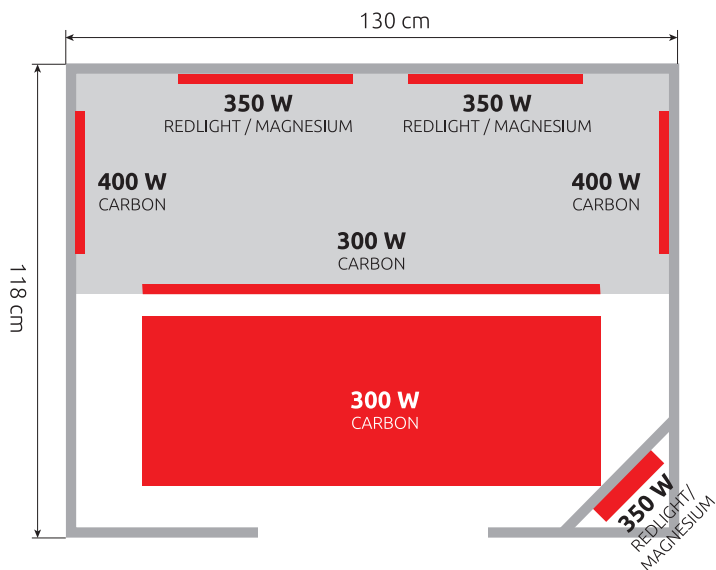 130 cm
350 W
REDLIGHT / MAGNESIUM
350 W
REDLIGHT / MAGNESIUM
400 W
CARBON
400 W
CARBON
300 W
CARBON
118 cm
300 W
CARBON
350 W
REDLIGHT/
MAGNESIUM